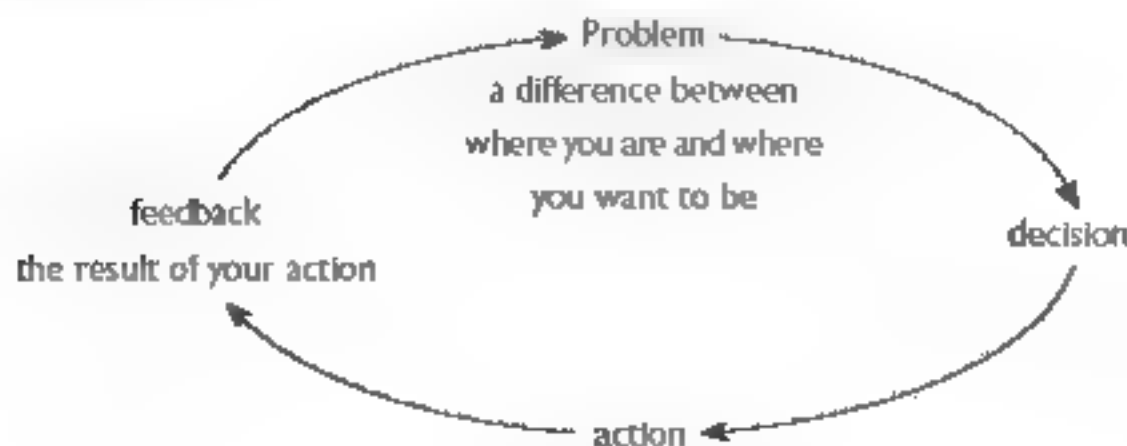 Problem
a difference between
where you are and where
you want to be
decision
action
feedback
the result of your action